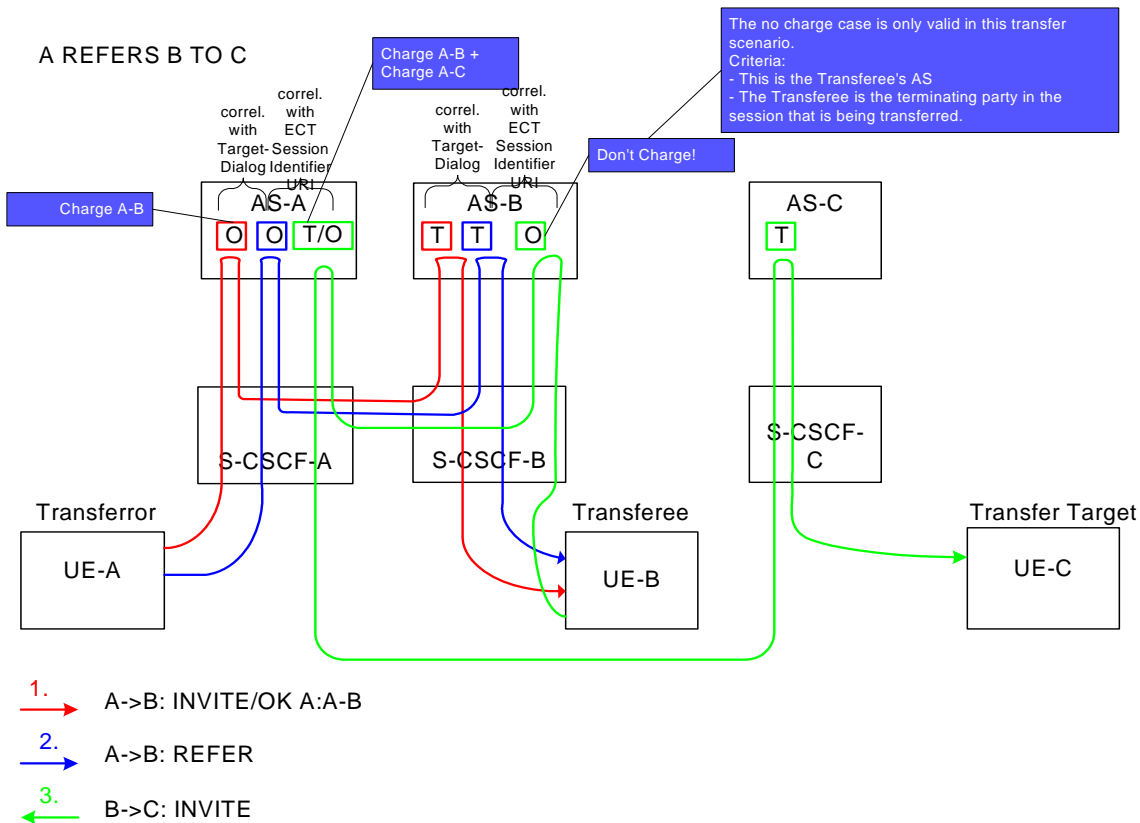 A REFERS B TO C
Charge A-B +
Charge A-C
The no charge case is only valid in this transfer
scenario.
Criteria:
- This is the Transferee's AS
- The Transferee is the terminating party in the
session that is being transferred.
correl.
with
Target-
Dialog
correl.
with
ECT
Session
Identifier
URI
correl.
with
Target-
Dialog
correl.
with
ECT
Session
Identifier
URI
Don't Charge!
Charge A-B
AS-A
O
O
T/O
AS-B
T
T
O
AS-C
T
S-CSCF-A
S-CSCF-B
S-CSCF-
C
Transferror
UE-A
Transferee
UE-B
Transfer Target
UE-C
1.
A->B: INVITE/OK A:A-B
2.
A->B: REFER
3.
B->C: INVITE